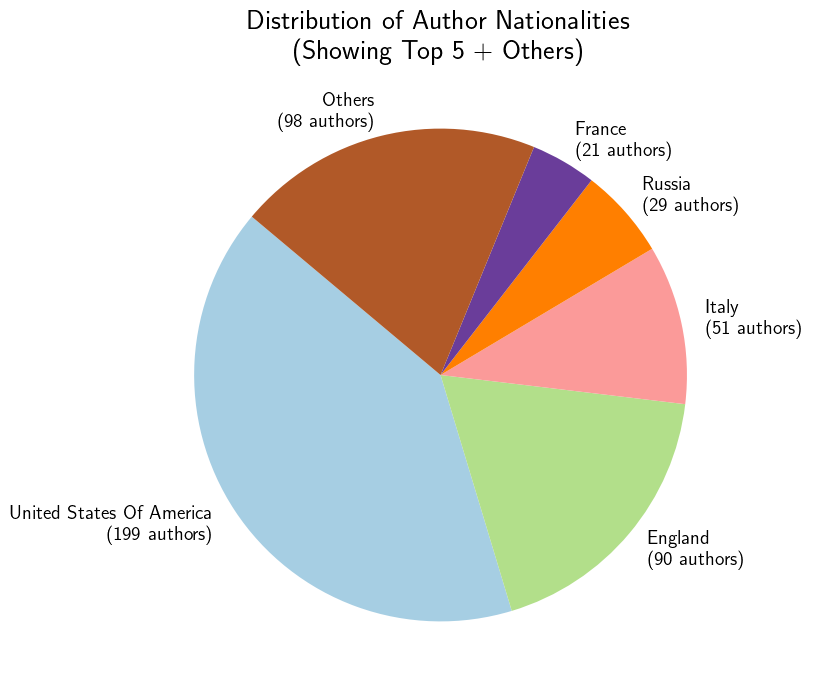 Distribution of Author Nationalities
(Showing Top 5 + Others)
Others
(98 authors)
France
(21 authors)
Russia
(29 authors)
Italy
(51 authors)
United States Of America
(199 authors)
England
(90 authors)